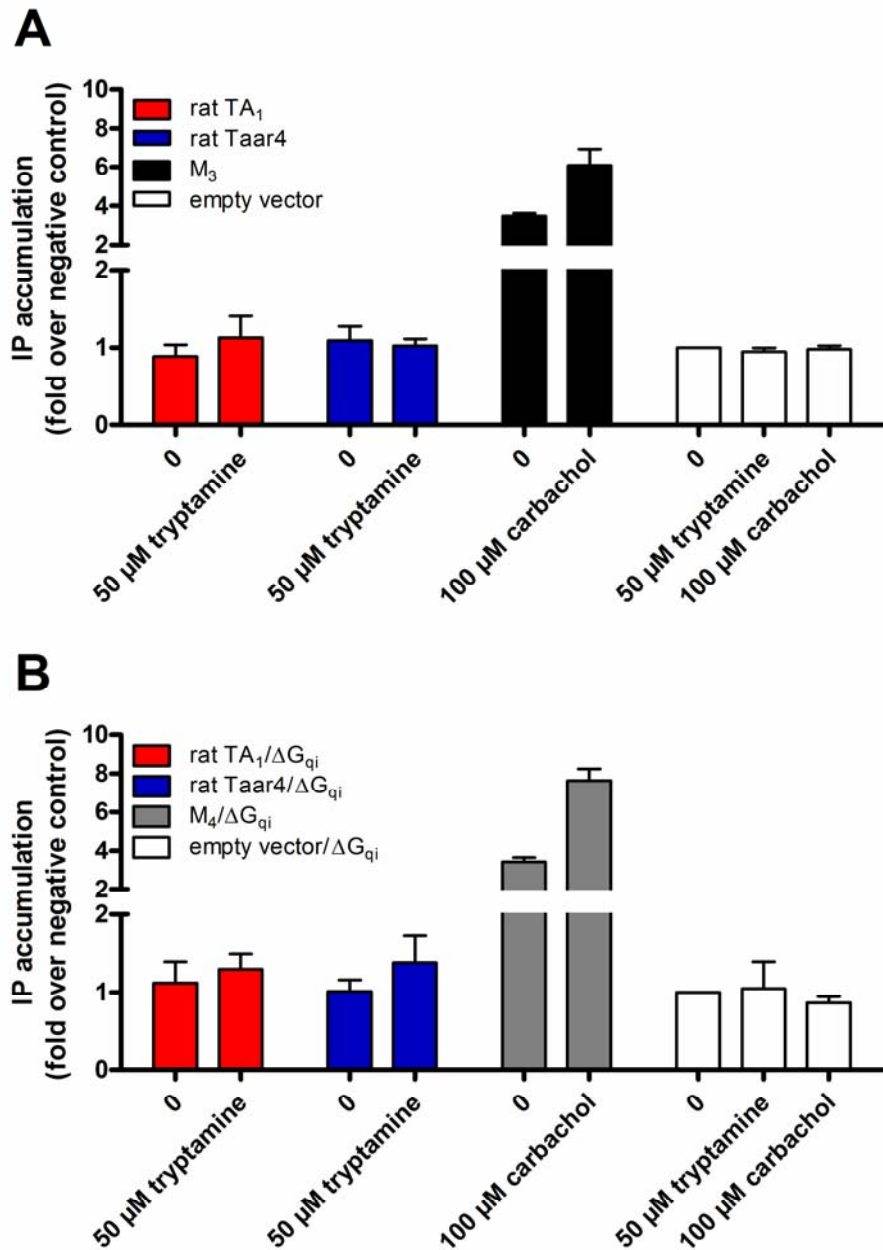 A
IP accumulation
(fold over negative control)
10
8
6
4
2
2
1
0
rat TA₁
rat Taar4
M₃
empty vector
0
50 µM tryptamine
0
50 µM tryptamine
0
100 µM carbachol
0
50 µM tryptamine
100 µM carbachol
B
IP accumulation
(fold over negative control)
10
8
6
4
2
2
1
0
rat TA₁/ΔG_qi
rat Taar4/ΔG_qi
M₄/ΔG_qi
empty vector/ΔG_qi
0
50 µM tryptamine
0
50 µM tryptamine
0
100 µM carbachol
0
50 µM tryptamine
100 µM carbachol